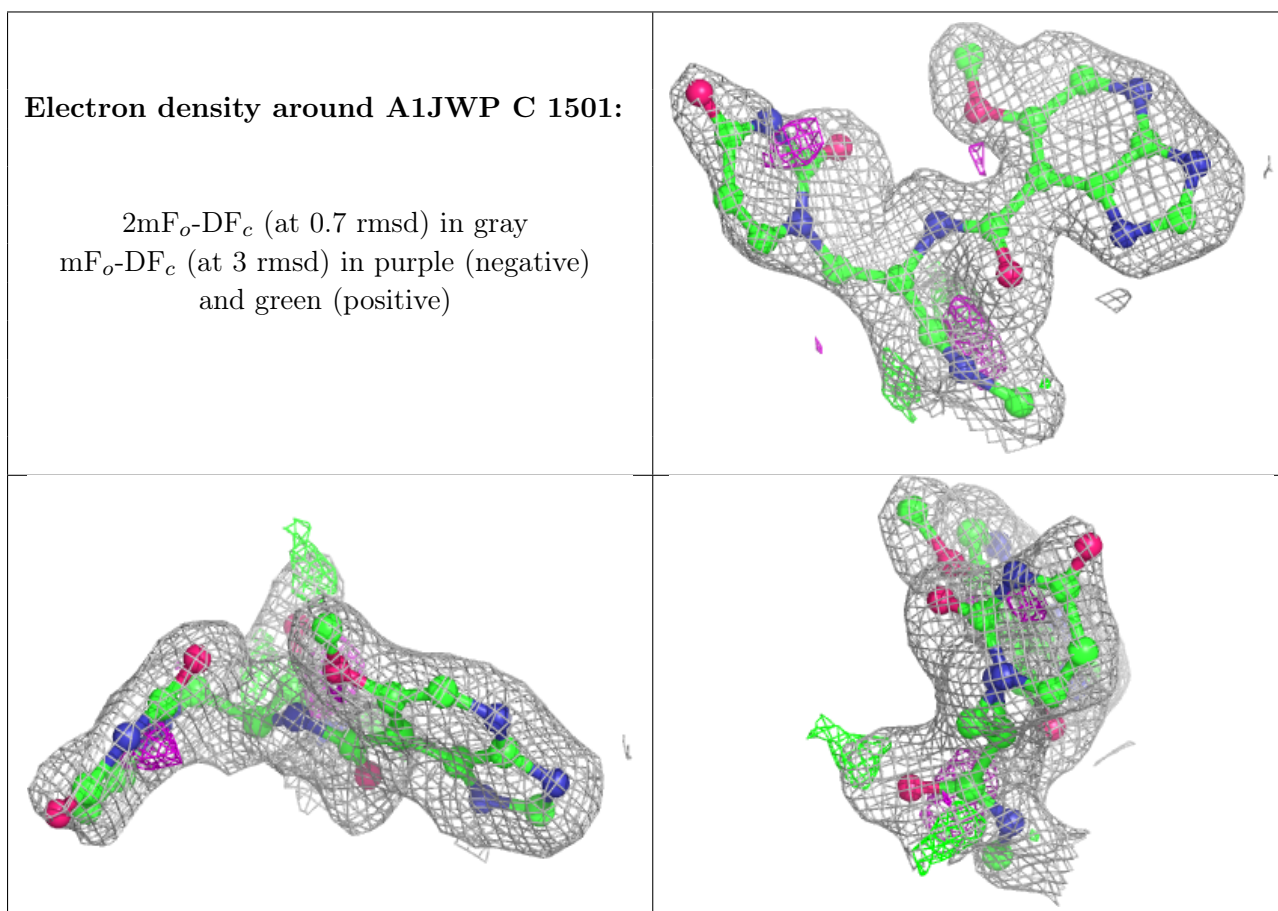 Electron density around A1JWP C 1501:
2mFₒ-DF𝒸 (at 0.7 rmsd) in gray
mFₒ-DF𝒸 (at 3 rmsd) in purple (negative)
and green (positive)